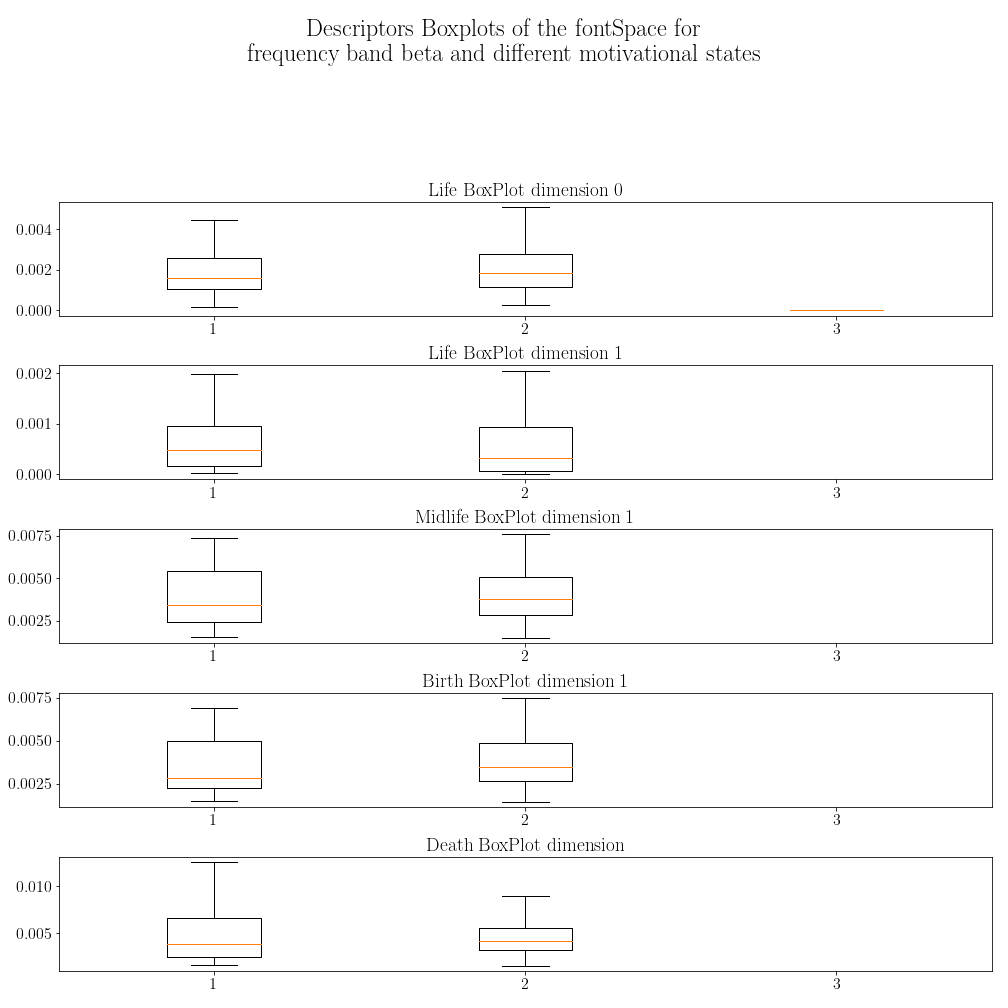 Descriptors Boxplots of the fontSpace for
frequency band beta and different motivational states
Life BoxPlot dimension 0
0.004
0.002
0.000
1 2 3
Life BoxPlot dimension 1
0.002
0.001
0.000
1 2 3
Midlife BoxPlot dimension 1
0.0075
0.0050
0.0025
1 2 3
Birth BoxPlot dimension 1
0.0075
0.0050
0.0025
1 2 3
Death BoxPlot dimension
0.010
0.005
1 2 3